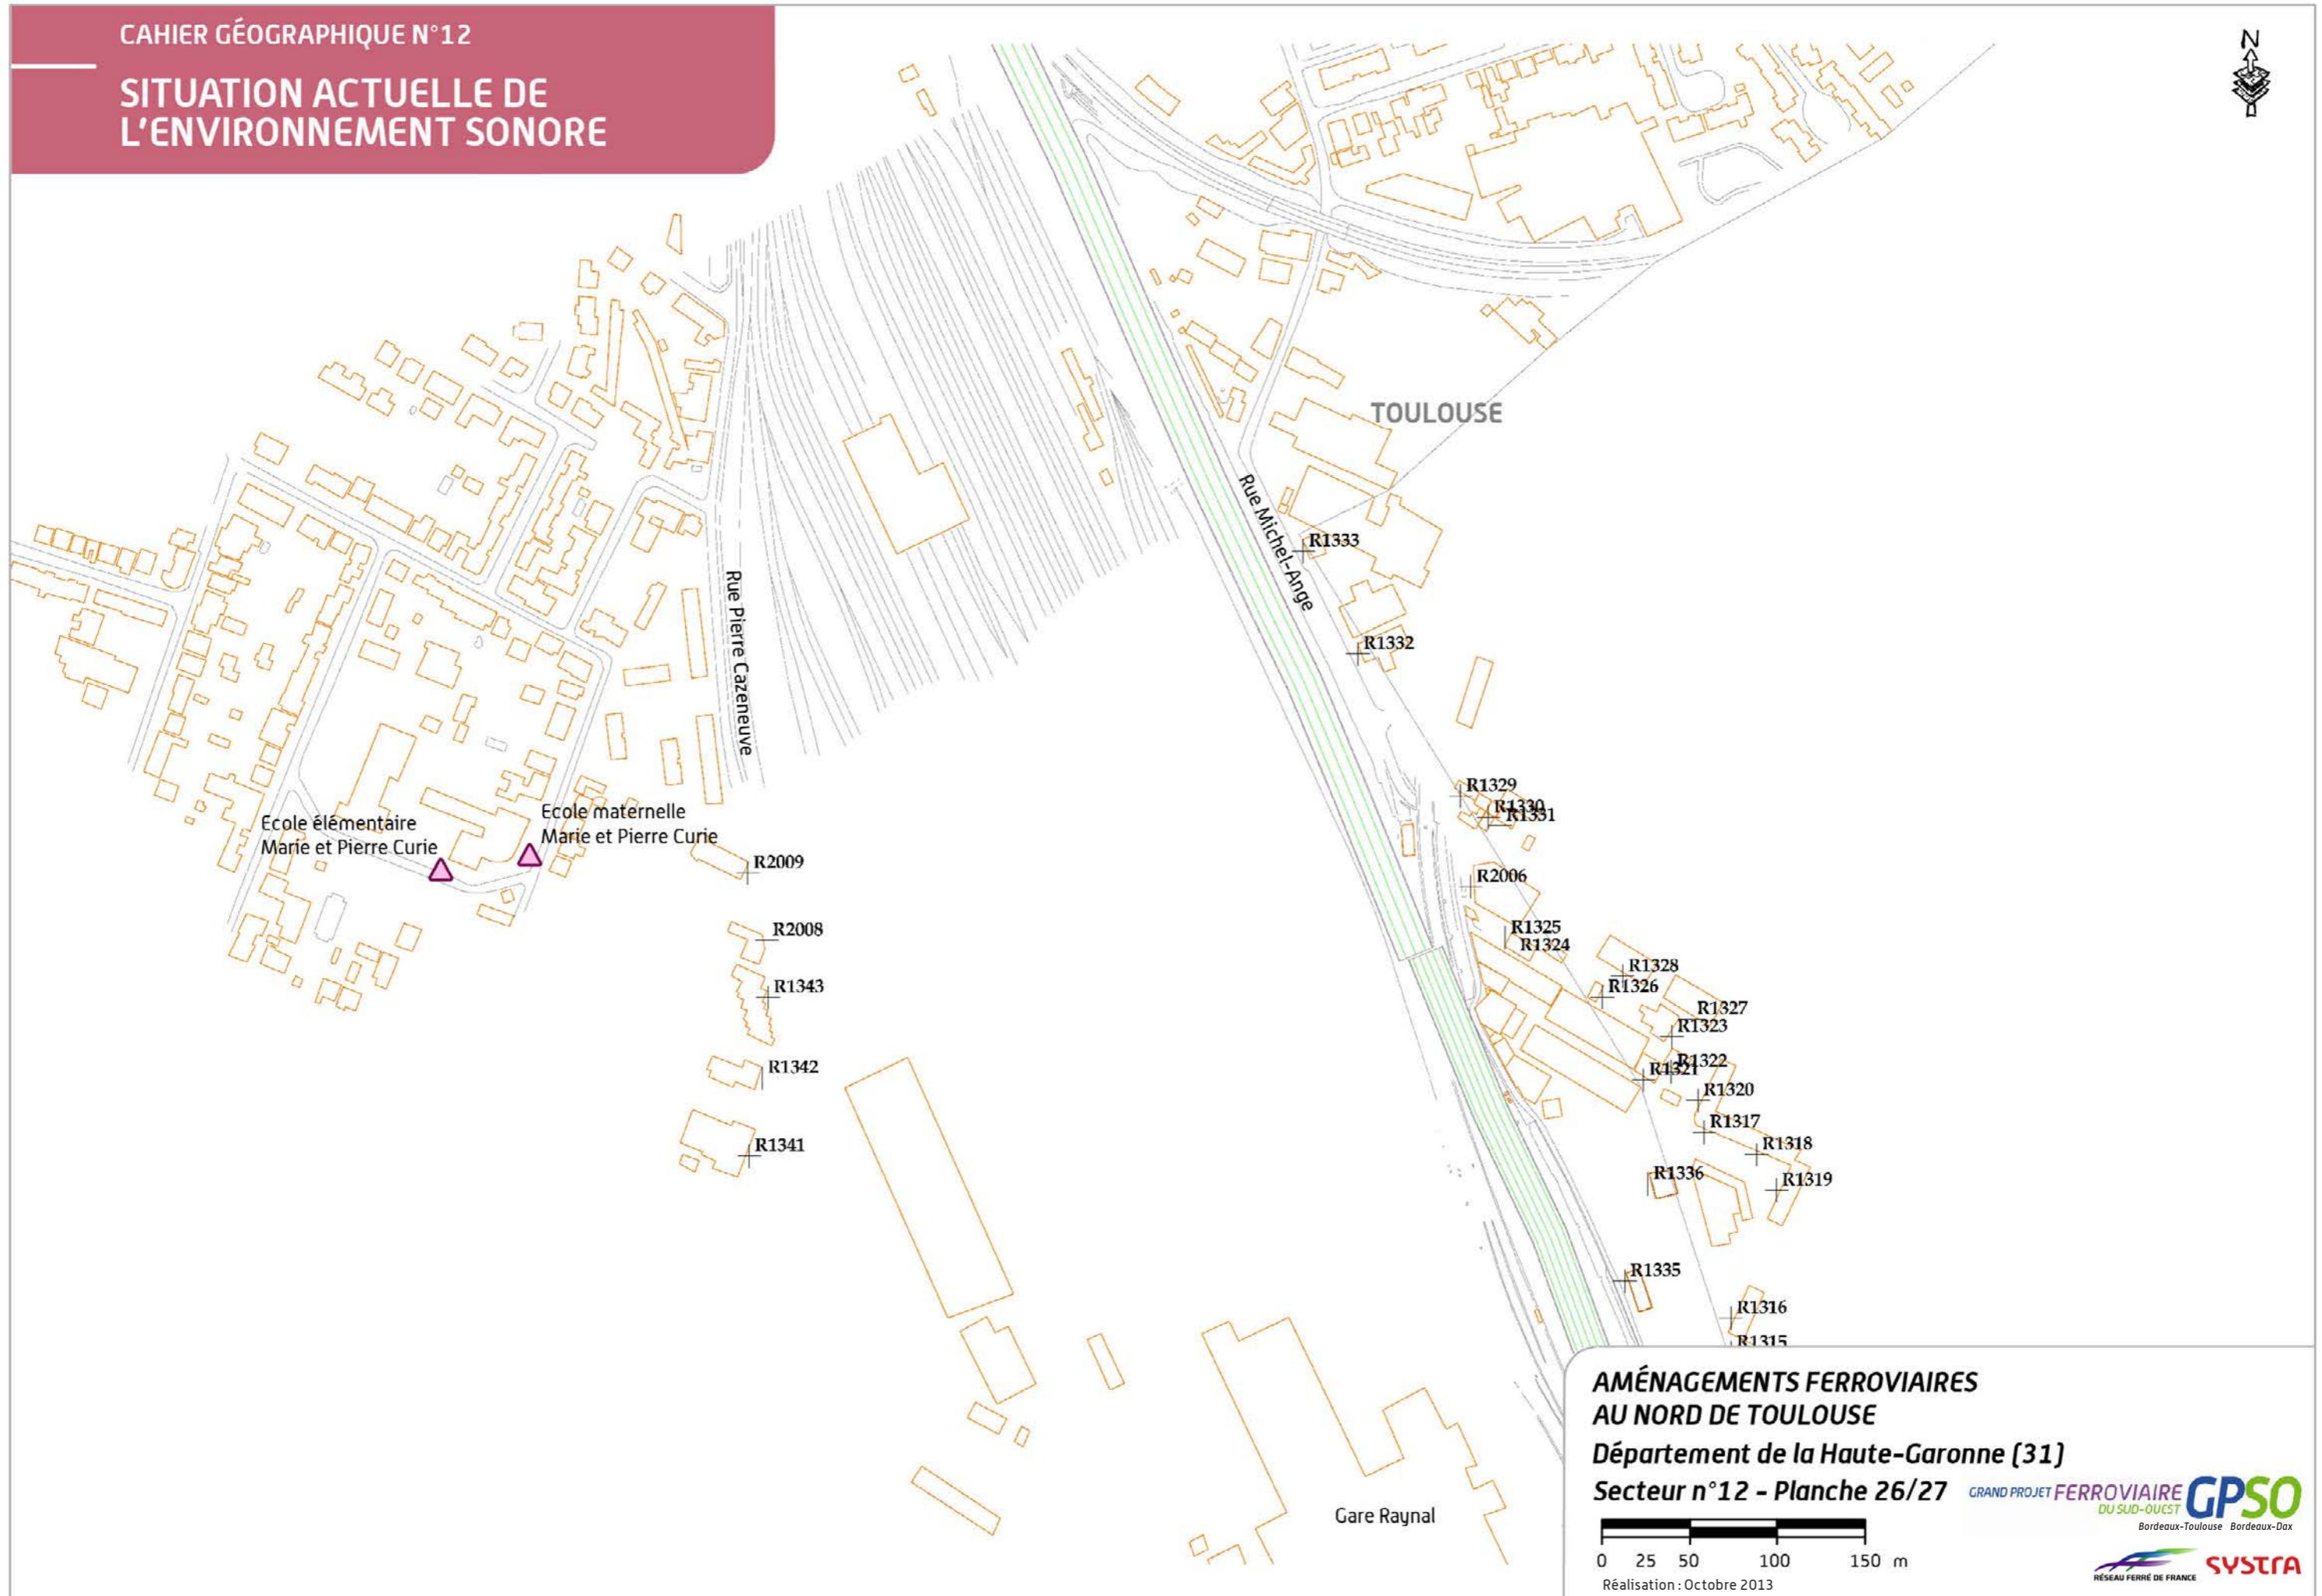 CAHIER GÉOGRAPHIQUE N°12
SITUATION ACTUELLE DE
L'ENVIRONNEMENT SONORE
N
TOULOUSE
Rue Michel-Ange
R1333
Rue Pierre Cazeneuve
R1332
R1329
R1330
R1331
Ecole maternelle
Marie et Pierre Curie
Ecole élémentaire
Marie et Pierre Curie
R2009
R2006
R2008
R1325
R1324
R1328
R1326
R1343
R1327
R1323
R1322
R1321
R1342
R1320
R1317
R1318
R1341
R1336
R1319
R1335
R1316
R1315
Gare Raynal
AMÉNAGEMENTS FERROVIAIRES
AU NORD DE TOULOUSE
Département de la Haute-Garonne (31)
Secteur n°12 - Planche 26/27
GRAND PROJET FERROVIAIRE
DU SUD-OUEST
GPSO
Bordeaux-Toulouse Bordeaux-Dax
0 25 50 100 150 m
Réalisation : Octobre 2013
RÉSEAU FERRÉ DE FRANCE
SYSTRA